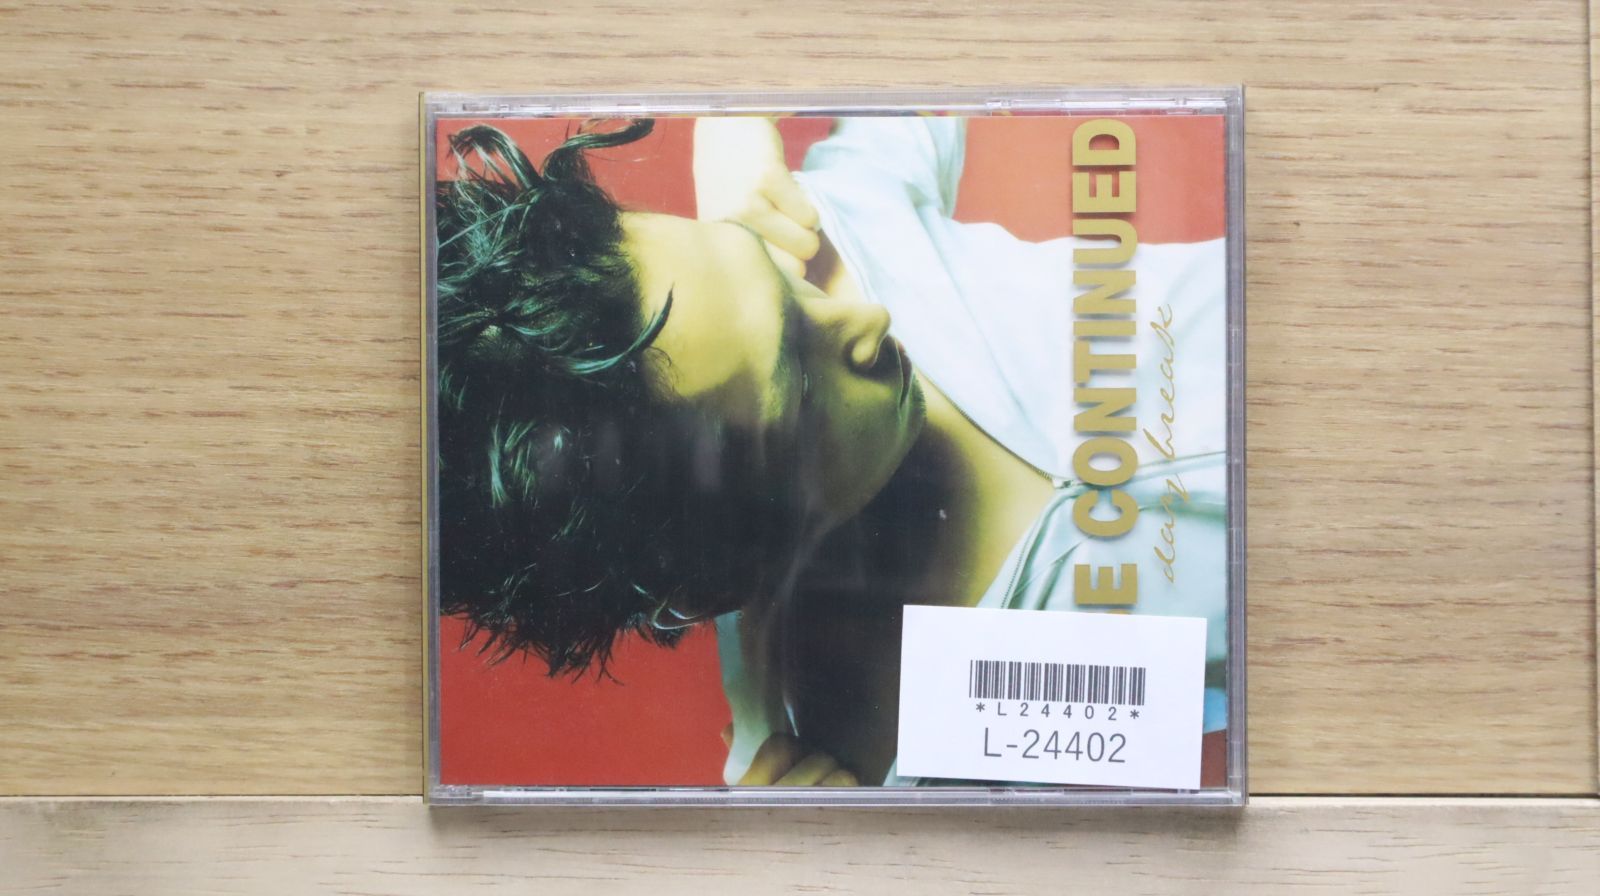 E CONTINUED
daybreak
*L24402*
L-24402